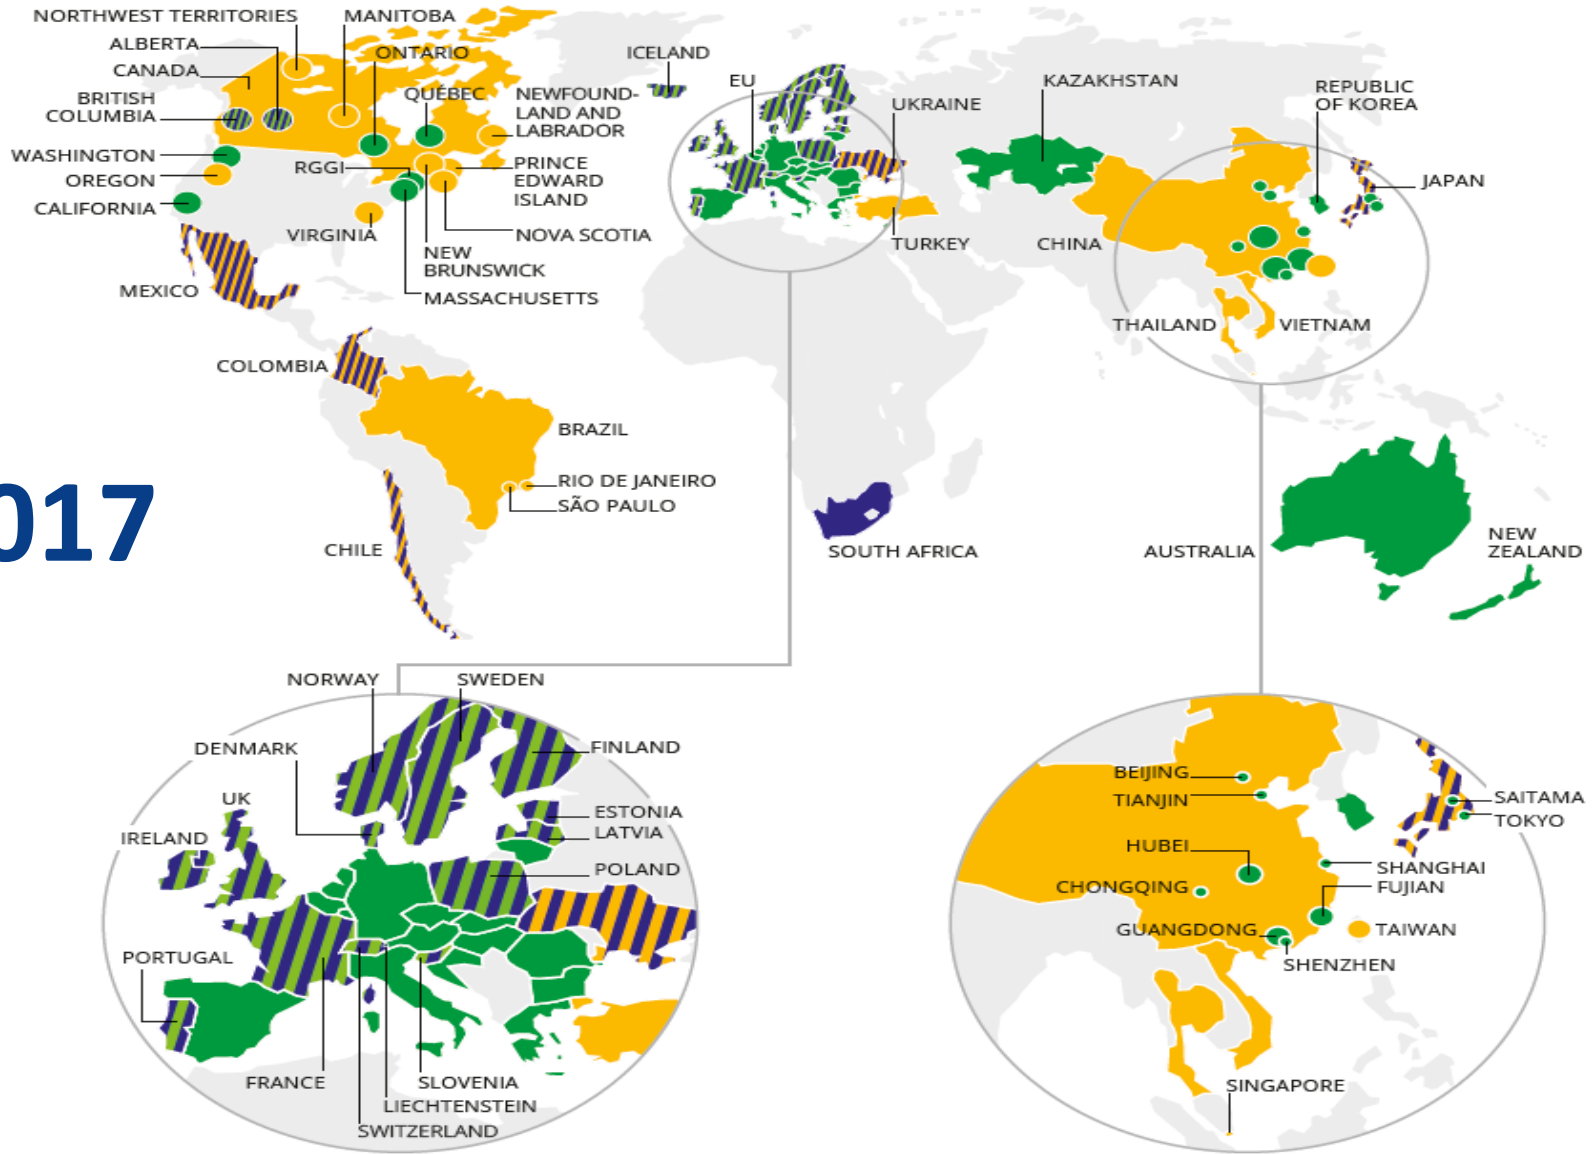 NORTHWEST TERRITORIES
MANITOBA
ALBERTA
ONTARIO
CANADA
BRITISH
COLUMBIA
QUÉBEC
NEWFOUND-
LAND AND
LABRADOR
WASHINGTON
OREGON
CALIFORNIA
RGGI
PRINCE
EDWARD
ISLAND
VIRGINIA
NOVA SCOTIA
NEW
BRUNSWICK
MASSACHUSETTS
MEXICO
ICELAND
EU
UKRAINE
KAZAKHSTAN
REPUBLIC
OF KOREA
JAPAN
TURKEY
CHINA
THAILAND
VIETNAM
COLOMBIA
BRAZIL
RIO DE JANEIRO
SÃO PAULO
CHILE
SOUTH AFRICA
AUSTRALIA
NEW
ZEALAND
017
NORWAY
SWEDEN
DENMARK
FINLAND
UK
ESTONIA
LATVIA
IRELAND
POLAND
PORTUGAL
FRANCE
SLOVENIA
LIECHTENSTEIN
SWITZERLAND
BEIJING
TIANJIN
SAITAMA
TOKYO
HUBEI
SHANGHAI
FUJIAN
CHONGQING
GUANGDONG
TAIWAN
SHENZHEN
SINGAPORE